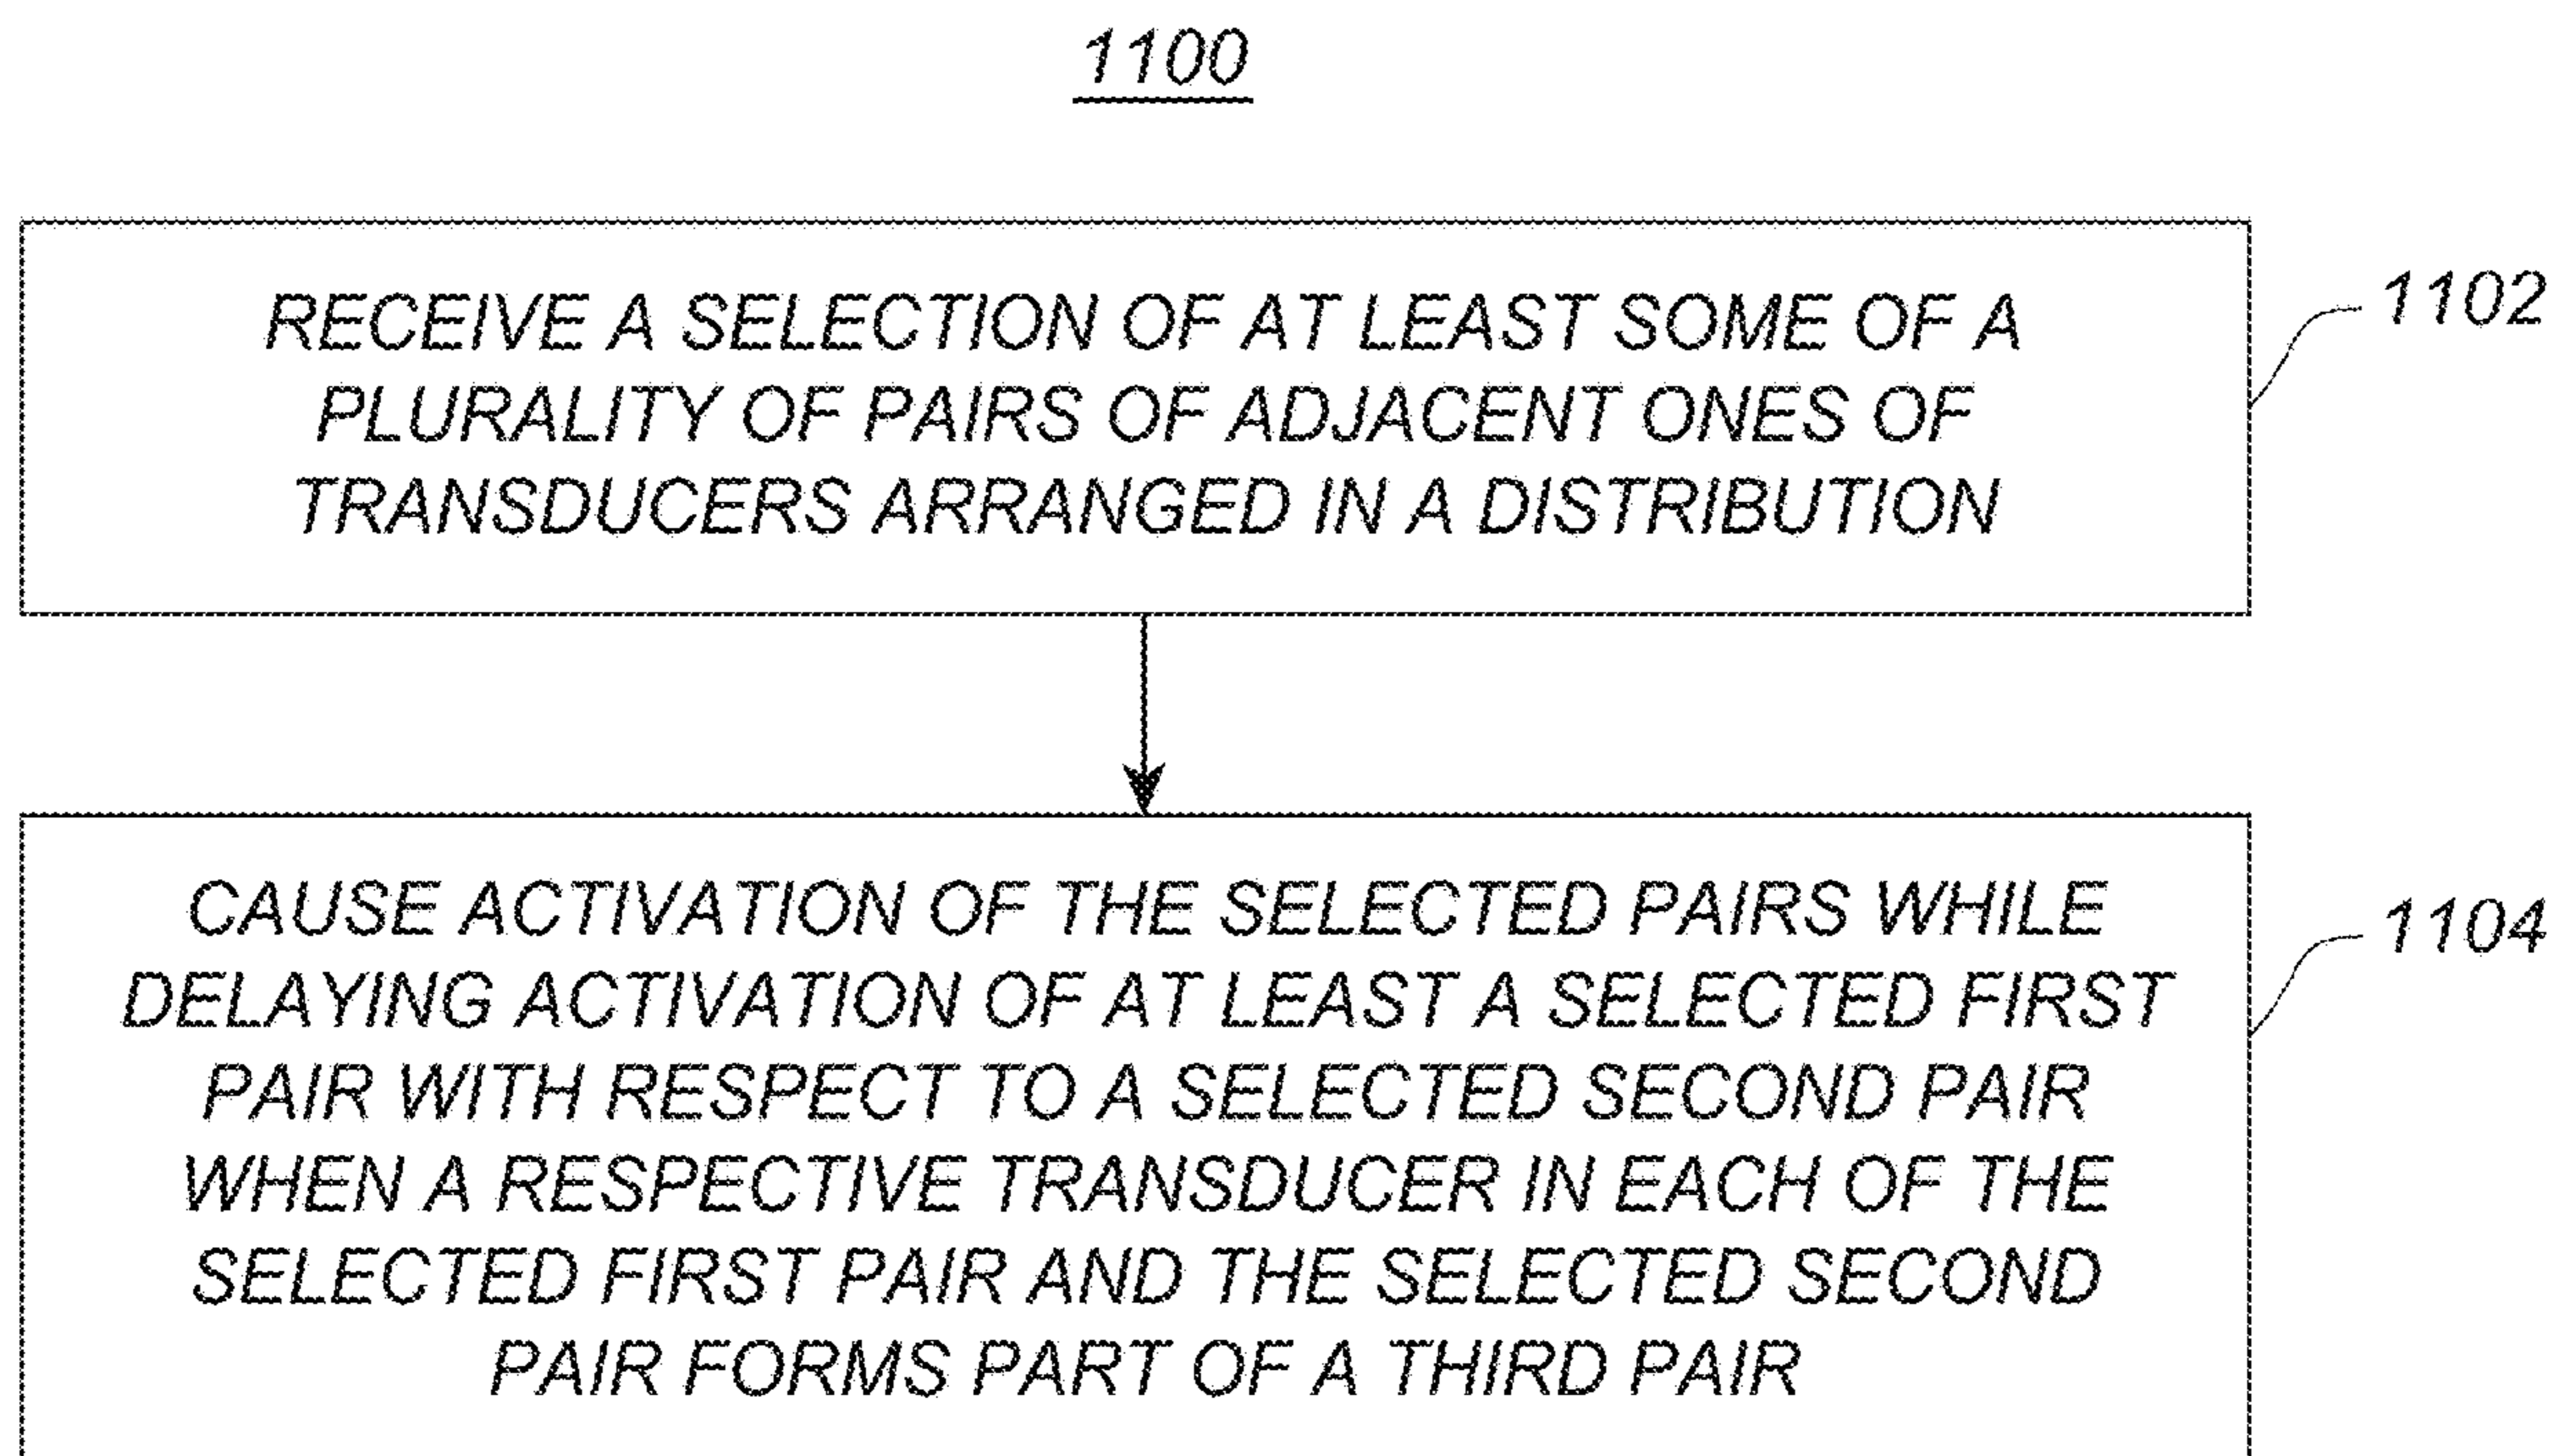 1100
RECEIVE A SELECTION OF AT LEAST SOME OF A
PLURALITY OF PAIRS OF ADJACENT ONES OF
TRANSDUCERS ARRANGED IN A DISTRIBUTION
1102
CAUSE ACTIVATION OF THE SELECTED PAIRS WHILE
DELAYING ACTIVATION OF AT LEAST A SELECTED FIRST
PAIR WITH RESPECT TO A SELECTED SECOND PAIR
WHEN A RESPECTIVE TRANSDUCER IN EACH OF THE
SELECTED FIRST PAIR AND THE SELECTED SECOND
PAIR FORMS PART OF A THIRD PAIR
1104